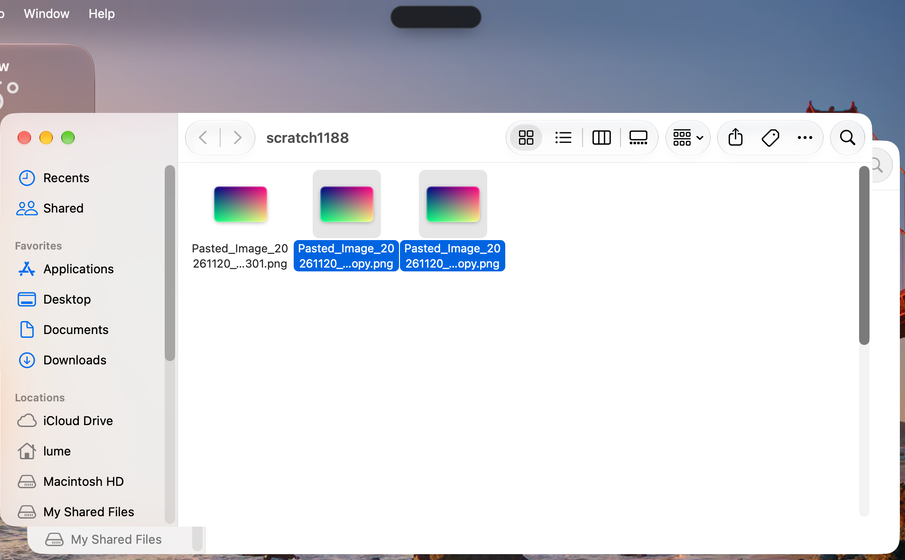 Window Help
scratch1188
Recents
Shared
Favorites
Applications
Desktop
Documents
Downloads
Locations
iCloud Drive
lume
Macintosh HD
My Shared Files
My Shared Files
Pasted_Image_20
261120_...301.png
Pasted_Image_20
261120_...opy.png
Pasted_Image_20
261120_...opy.png